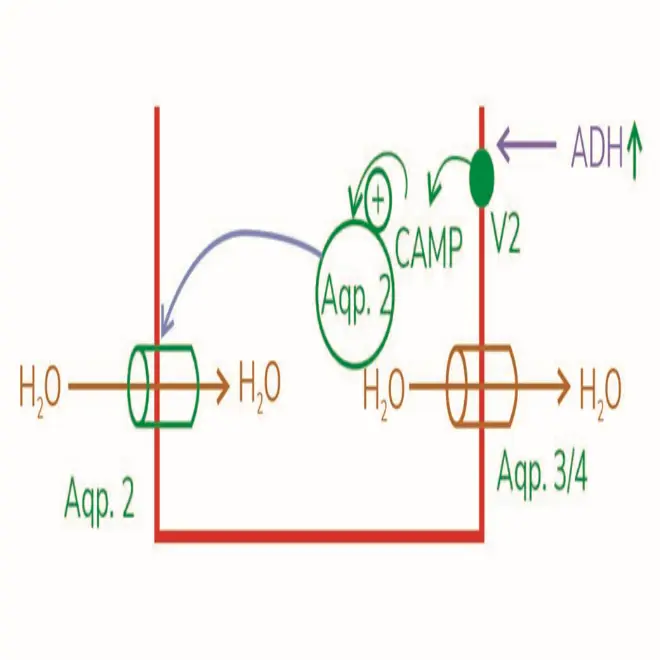 ADH↑
V2
+
CAMP
Aqp. 2
H₂O
H₂O
H₂O
H₂O
Aqp. 2
Aqp. 3/4